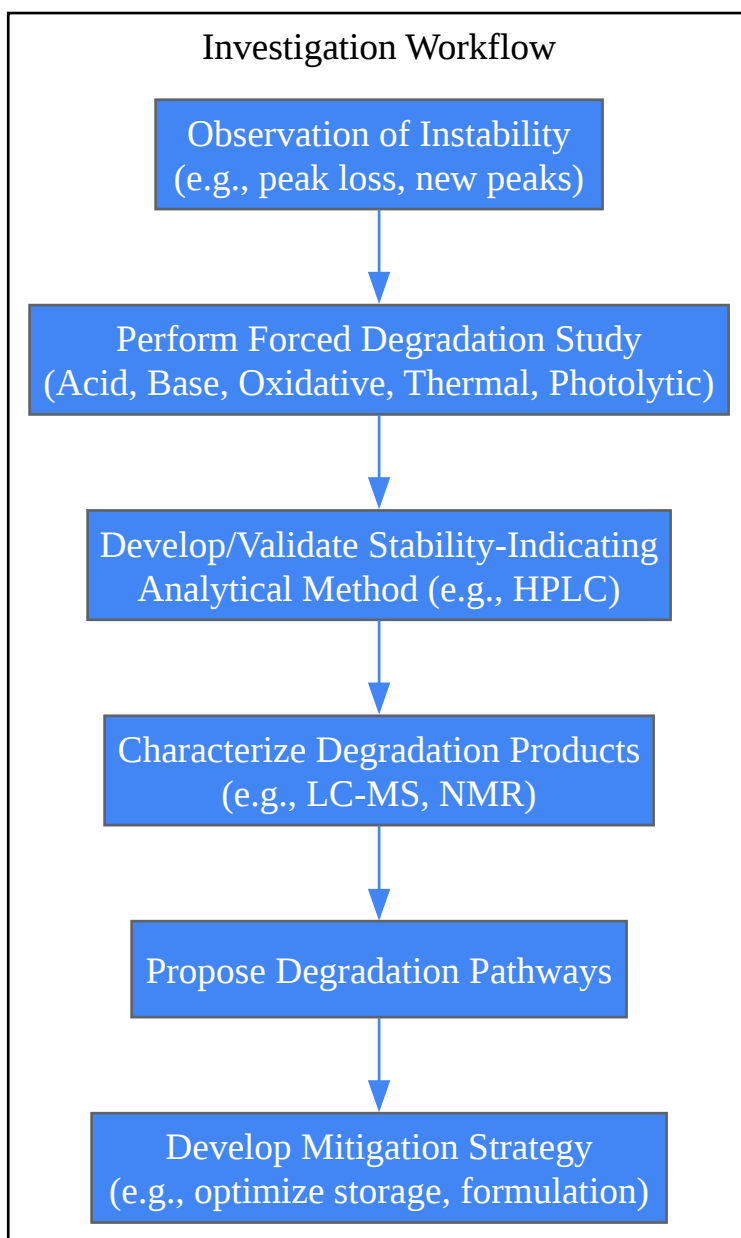 Investigation Workflow
Observation of Instability
(e.g., peak loss, new peaks)
Perform Forced Degradation Study
(Acid, Base, Oxidative, Thermal, Photolytic)
Develop/Validate Stability-Indicating
Analytical Method (e.g., HPLC)
Characterize Degradation Products
(e.g., LC-MS, NMR)
Propose Degradation Pathways
Develop Mitigation Strategy
(e.g., optimize storage, formulation)